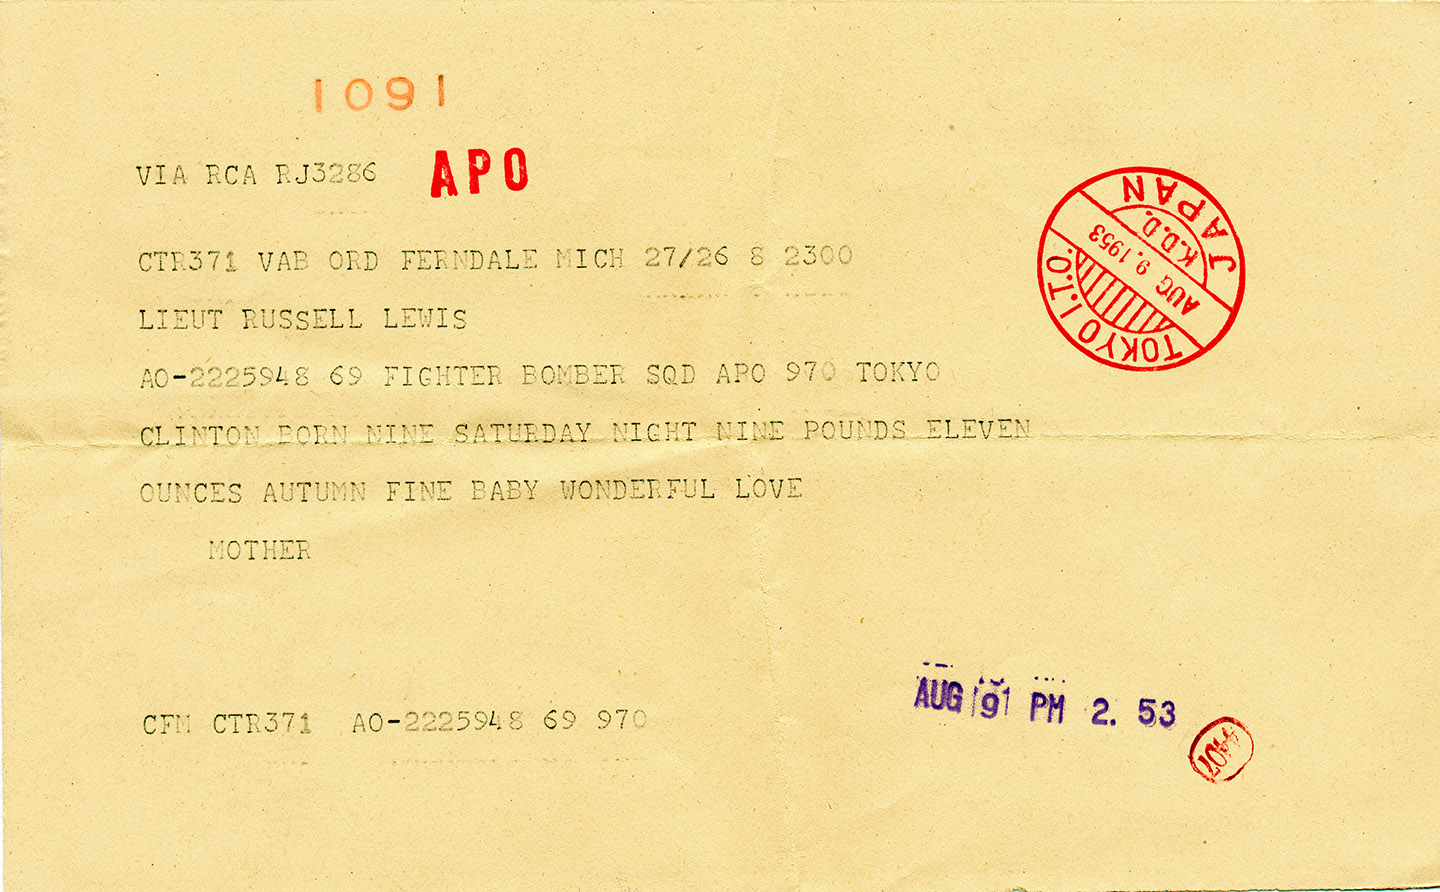 1091
VIA RCA RJ3286 APO
CTR371 VAB ORD FERNDALE MICH 27/26 8 2300
LIEUT RUSSELL LEWIS
AO-2225948 69 FIGHTER BOMBER SQD APO 970 TOKYO
CLINTON BORN NINE SATURDAY NIGHT NINE POUNDS ELEVEN
OUNCES AUTUMN FINE BABY WONDERFUL LOVE
MOTHER
CFM CTR371 AO-2225948 69 970
JAPAN
K.D.D.
AUG 9.1953
TOKYO I.T.O.
AUG 9 PM 2. 53
4407